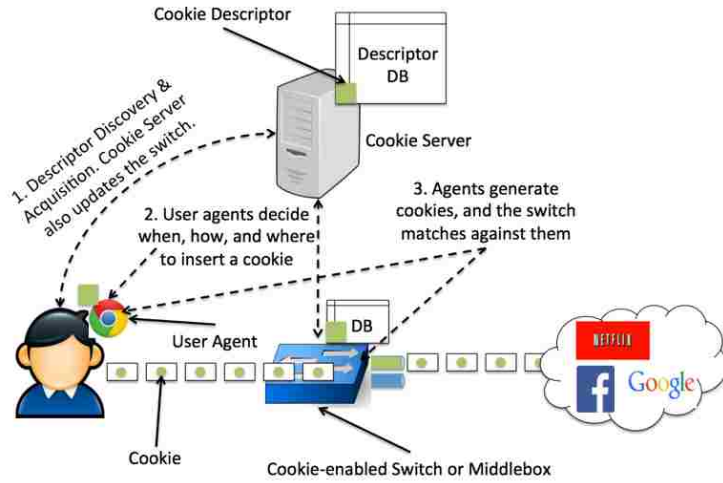 Cookie Descriptor
Descriptor
DB
Cookie Server
1. Descriptor Discovery &
Acquisition. Cookie Server
also updates the switch.
2. User agents decide
when, how, and where
to insert a cookie
3. Agents generate
cookies, and the switch
matches against them
DB
User Agent
NETFLIX
f
Google
Cookie
Cookie-enabled Switch or Middlebox